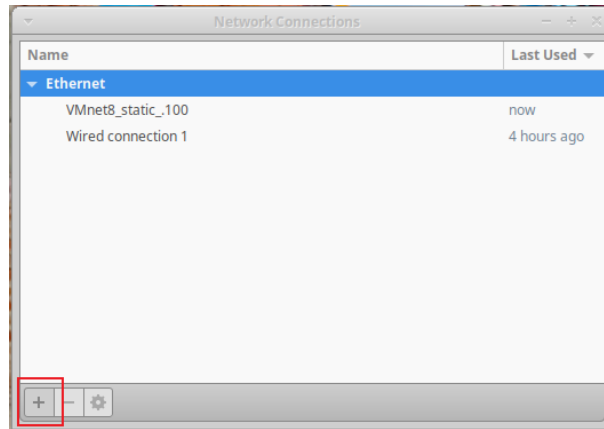 Network Connections
Name Last Used
Ethernet
VMnet8_static_.100 now
Wired connection 1 4 hours ago